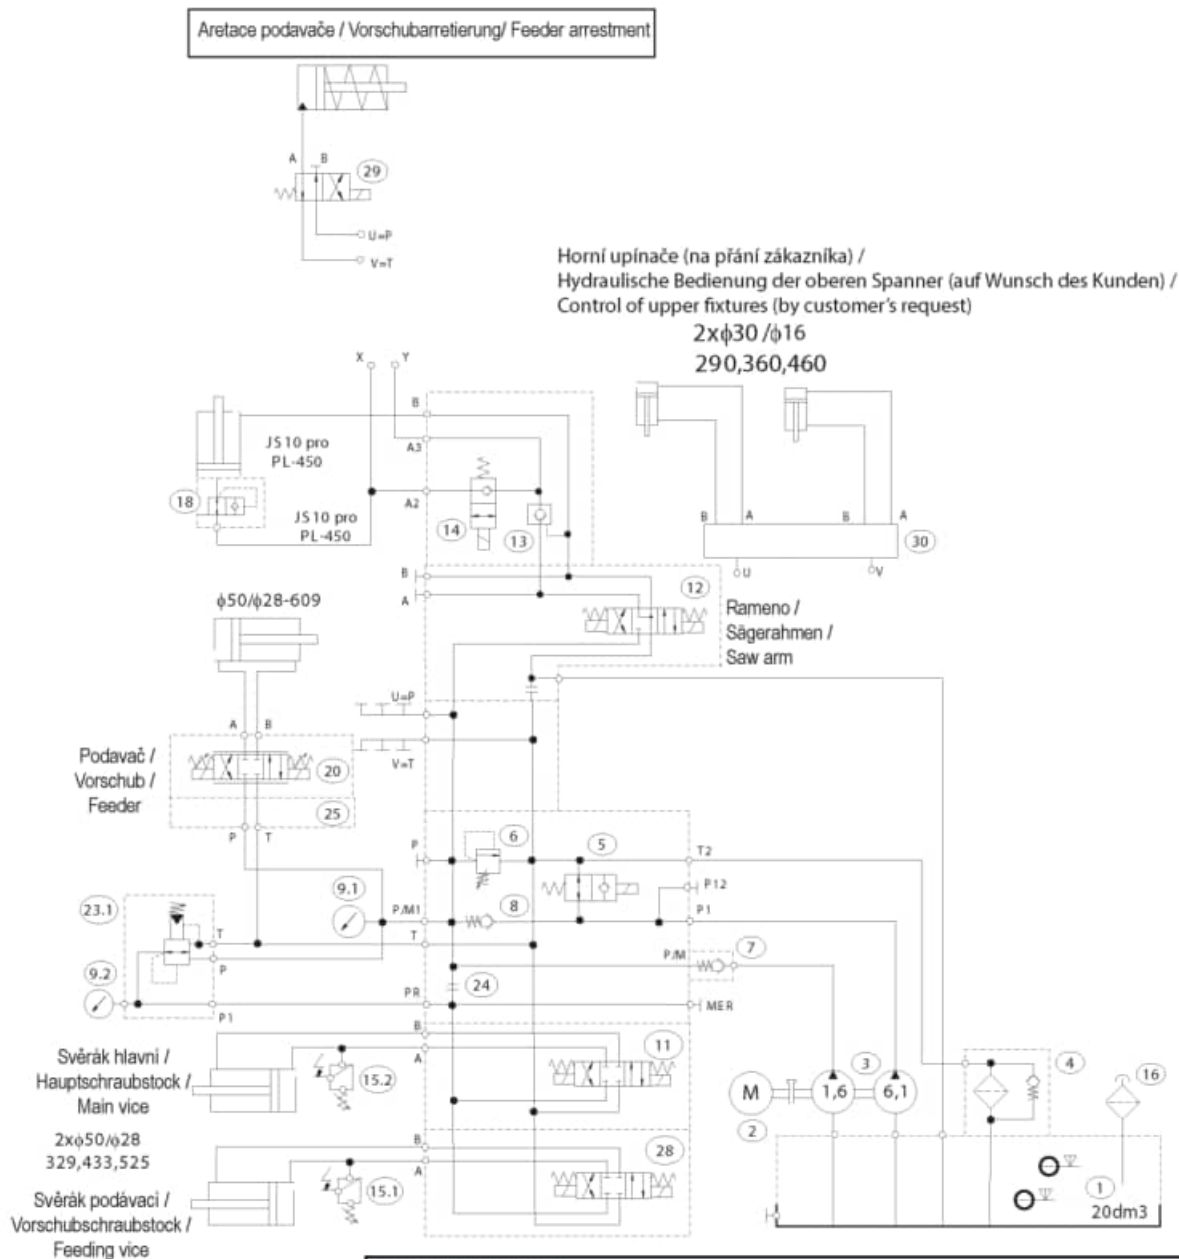 Aretace podavače / Vorschubarretierung/ Feeder arrestment
A B
29
U=P
V=T
Horní upínače (na přání zákazníka) /
Hydraulische Bedienung der oberen Spanner (auf Wunsch des Kunden) /
Control of upper fixtures (by customer's request)
2xϕ30 /ϕ16
290,360,460
X Y
B
JS10 pro
PL-450
A3
18
A2
JS10 pro
PL-450
14
13
B A B A
30
U V
B
A
12
Rameno /
Sägerahmen /
Saw arm
ϕ50/ϕ28-609
U=P
A B
V=T
Podavač /
Vorschub /
Feeder
20
25
P T
P
6
5
T2
P12
9.1
P/M1
8
P1
23.1
T
T
P
P/M
7
9.2
PR
24
MER
P1
B
A
11
Svěrák hlavní /
Hauptschraubstock /
Main vice
15.2
3
4
16
M
1,6
6,1
2
2xϕ50/ϕ28
329,433,525
B
A
28
15.1
Svěrák podávací /
Vorschubschraubstock /
Feeding vice
1
20dm3